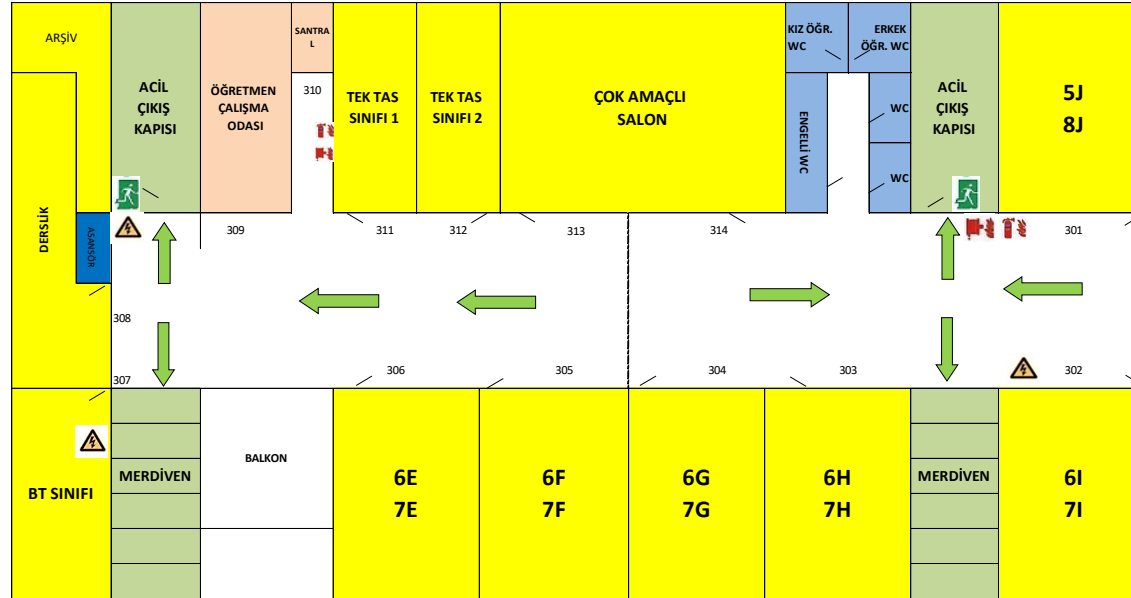 ARŞİV
ACİL
ÇIKIŞ
KAPISI
ÖĞRETMEN
ÇALIŞMA
ODASI
SANTRA
L
310
TEK TAS
SINIFI 1
TEK TAS
SINIFI 2
ÇOK AMAÇLI
SALON
KIZ ÖĞR.
WC
ERKEK
ÖĞR. WC
ENGELLİ WC
WC
WC
ACİL
ÇIKIŞ
KAPISI
5J
8J
DERSLİK
ASANSÖR
309
311
312
313
314
301
308
307
306
305
304
303
302
BT SINIFI
MERDİVEN
BALKON
6E
7E
6F
7F
6G
7G
6H
7H
MERDİVEN
6I
7I